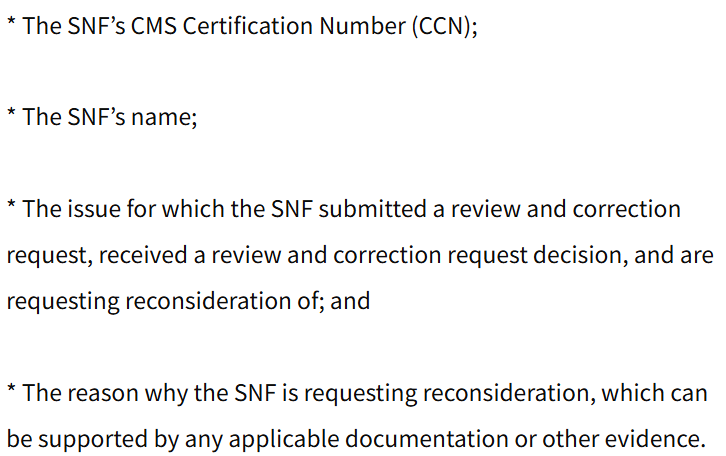 * The SNF’s CMS Certification Number (CCN);
* The SNF’s name;
* The issue for which the SNF submitted a review and correction
request, received a review and correction request decision, and are
requesting reconsideration of; and
* The reason why the SNF is requesting reconsideration, which can
be supported by any applicable documentation or other evidence.